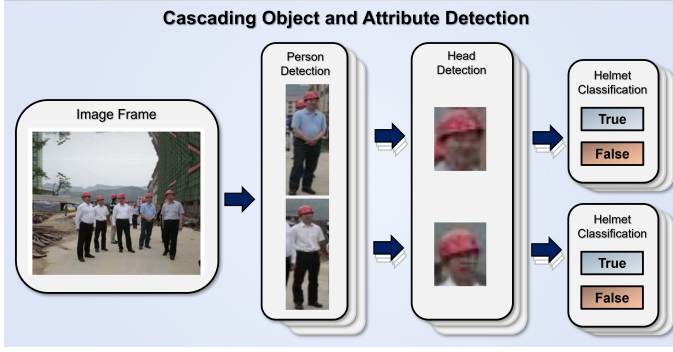 Cascading Object and Attribute Detection
Image Frame
Person
Detection
Head
Detection
Helmet
Classification
True
False
Helmet
Classification
True
False